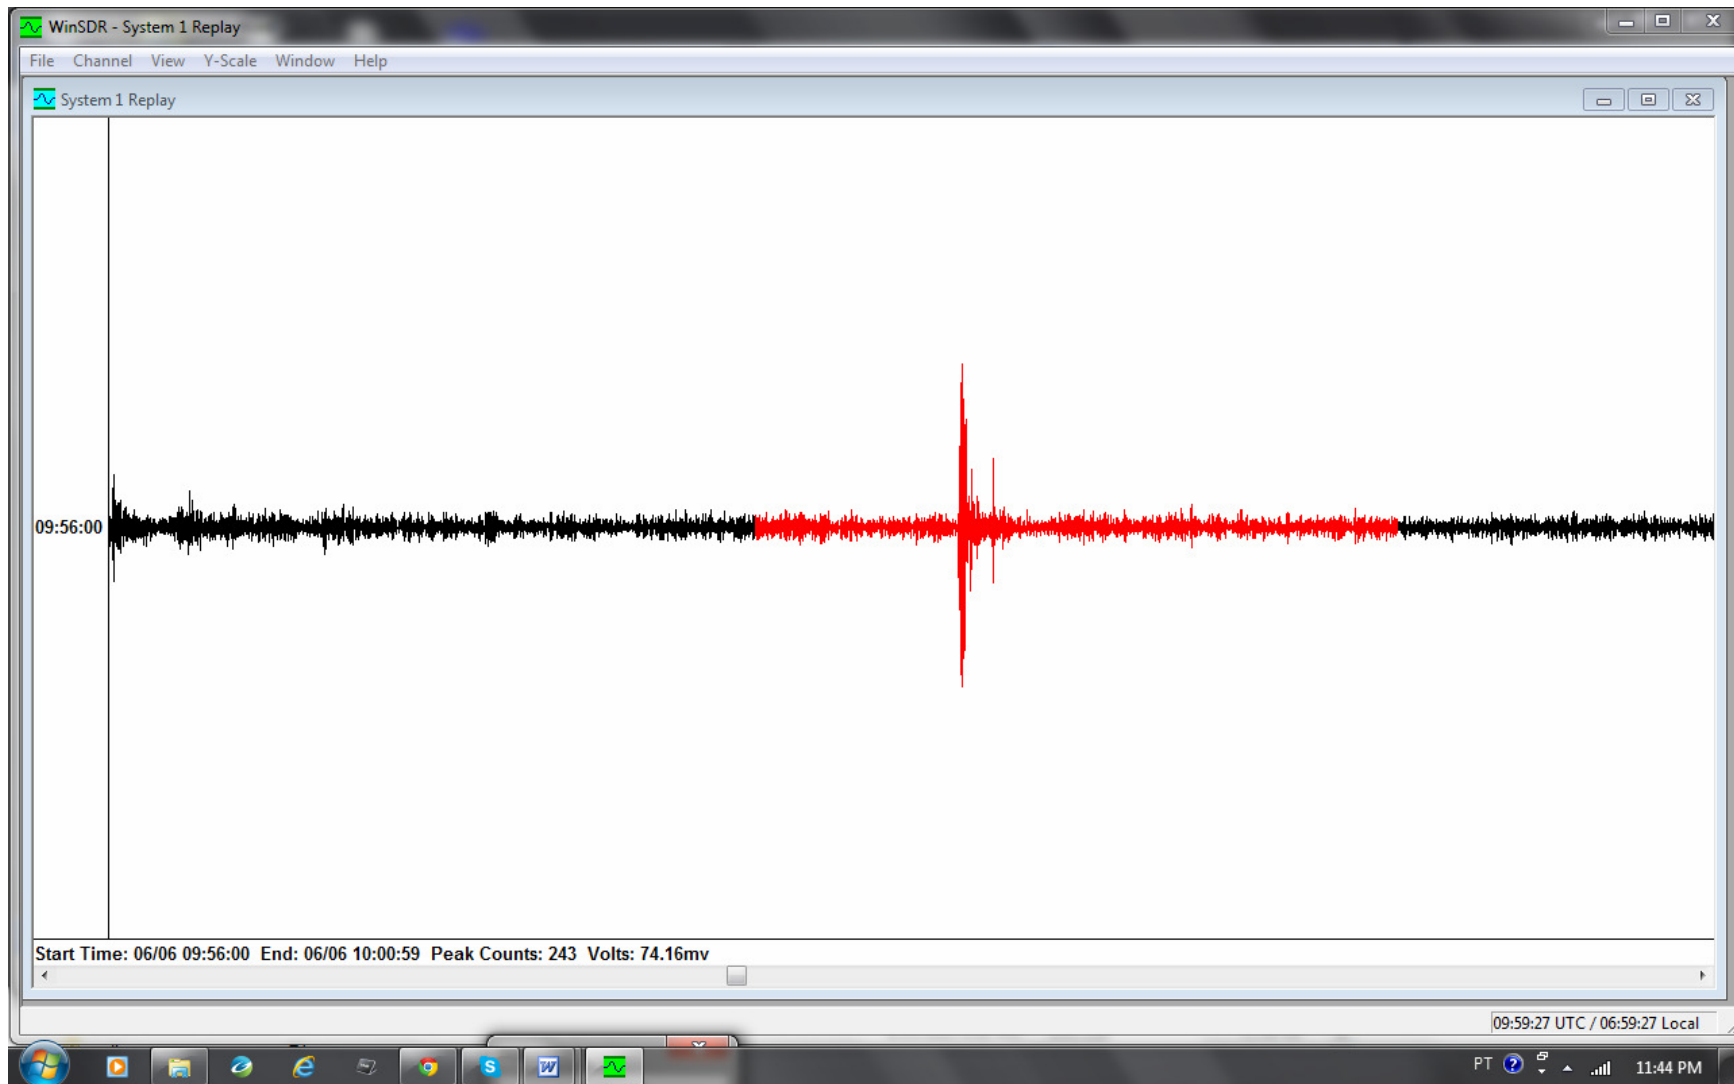 WinSDR - System 1 Replay
File Channel View Y-Scale Window Help
System 1 Replay
09:56:00
Start Time: 06/06 09:56:00 End: 06/06 10:00:59 Peak Counts: 243 Volts: 74.16mv
09:59:27 UTC / 06:59:27 Local
PT 11:44 PM